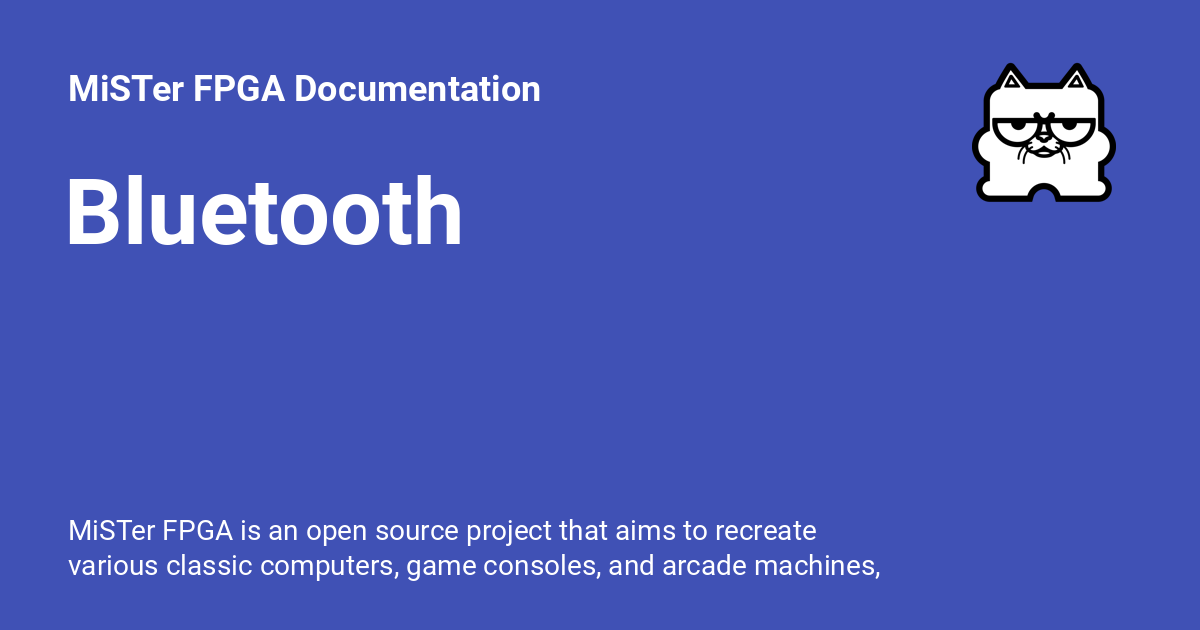 MiSTer FPGA Documentation
Bluetooth
MiSTer FPGA is an open source project that aims to recreate
various classic computers, game consoles, and arcade machines,